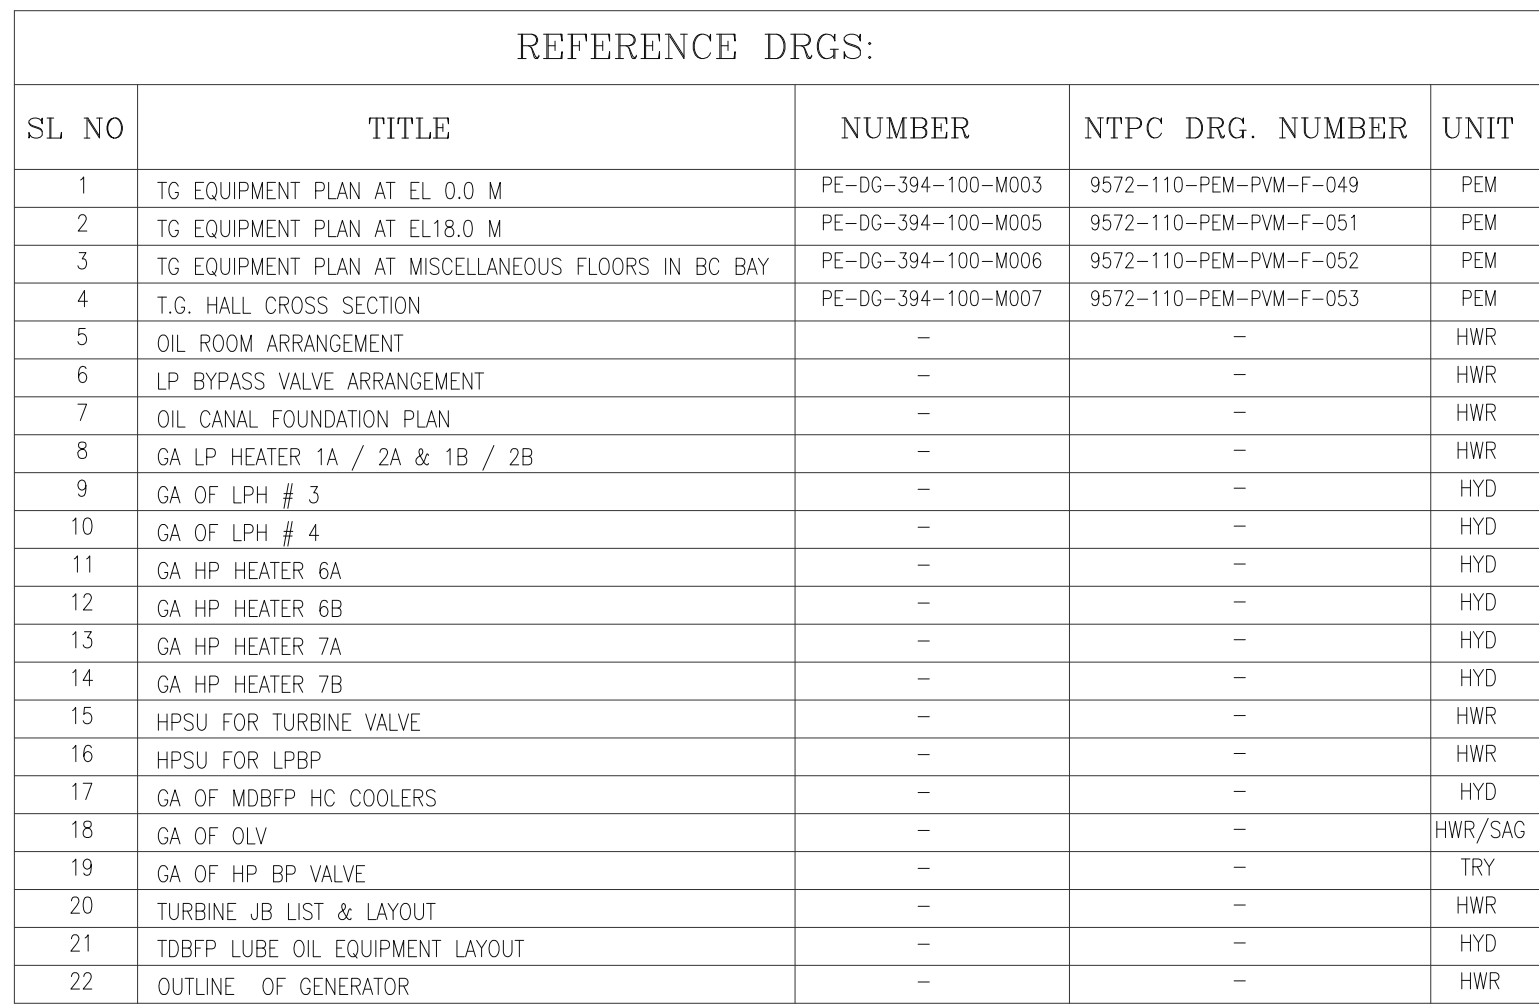 REFERENCE DRGS:
SL NO TITLE NUMBER NTPC DRG. NUMBER UNIT
1 TG EQUIPMENT PLAN AT EL 0.0 M PE-DG-394-100-M003 9572-110-PEM-PVM-F-049 PEM
2 TG EQUIPMENT PLAN AT EL18.0 M PE-DG-394-100-M005 9572-110-PEM-PVM-F-051 PEM
3 TG EQUIPMENT PLAN AT MISCELLANEOUS FLOORS IN BC BAY PE-DG-394-100-M006 9572-110-PEM-PVM-F-052 PEM
4 T.G. HALL CROSS SECTION PE-DG-394-100-M007 9572-110-PEM-PVM-F-053 PEM
5 OIL ROOM ARRANGEMENT - - HWR
6 LP BYPASS VALVE ARRANGEMENT - - HWR
7 OIL CANAL FOUNDATION PLAN - - HWR
8 GA LP HEATER 1A / 2A & 1B / 2B - - HWR
9 GA OF LPH # 3 - - HYD
10 GA OF LPH # 4 - - HYD
11 GA HP HEATER 6A - - HYD
12 GA HP HEATER 6B - - HYD
13 GA HP HEATER 7A - - HYD
14 GA HP HEATER 7B - - HYD
15 HPSU FOR TURBINE VALVE - - HWR
16 HPSU FOR LPBP - - HWR
17 GA OF MDBFP HC COOLERS - - HYD
18 GA OF OLV - - HWR/SAG
19 GA OF HP BP VALVE - - TRY
20 TURBINE JB LIST & LAYOUT - - HWR
21 TDBFP LUBE OIL EQUIPMENT LAYOUT - - HYD
22 OUTLINE OF GENERATOR - - HWR